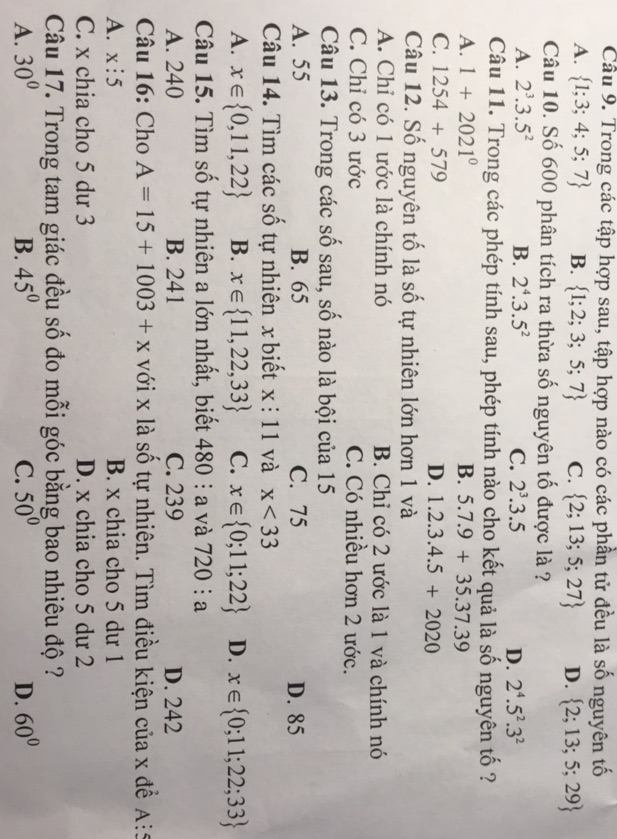 Câu 9. Trong các tập hợp sau, tập hợp nào có các phần tử đều là số nguyên tố
A. {1;3; 4; 5; 7} B. {1;2; 3; 5; 7} C. {2; 13; 5; 27} D. {2; 13; 5; 29}
Câu 10. Số 600 phân tích ra thừa số nguyên tố được là ?
A. 2³.3.5² B. 2⁴.3.5² C. 2³.3.5 D. 2⁴.5².3²
Câu 11. Trong các phép tính sau, phép tính nào cho kết quả là số nguyên tố ?
A. 1 + 2021⁰ B. 5.7.9 + 35.37.39
C. 1254 + 579 D. 1.2.3.4.5 + 2020
Câu 12. Số nguyên tố là số tự nhiên lớn hơn 1 và
A. Chỉ có 1 ước là chính nó B. Chỉ có 2 ước là 1 và chính nó
C. Chỉ có 3 ước C. Có nhiều hơn 2 ước.
Câu 13. Trong các số sau, số nào là bội của 15
A. 55 B. 65 C. 75 D. 85
Câu 14. Tìm các số tự nhiên x biết x ⋮ 11 và x < 33
A. x ∈ {0,11, 22} B. x ∈ {11,22,33} C. x ∈ {0;11;22} D. x ∈ {0;11;22;33}
Câu 15. Tìm số tự nhiên a lớn nhất, biết 480 ⋮ a và 720 ⋮ a
A. 240 B. 241 C. 239 D. 242
Câu 16: Cho A = 15 + 1003 + x với x là số tự nhiên. Tìm điều kiện của x để A⋮5
A. x⋮5 B. x chia cho 5 dư 1
C. x chia cho 5 dư 3 D. x chia cho 5 dư 2
Câu 17. Trong tam giác đều số đo mỗi góc bằng bao nhiêu độ ?
A. 30⁰ B. 45⁰ C. 50⁰ D. 60⁰